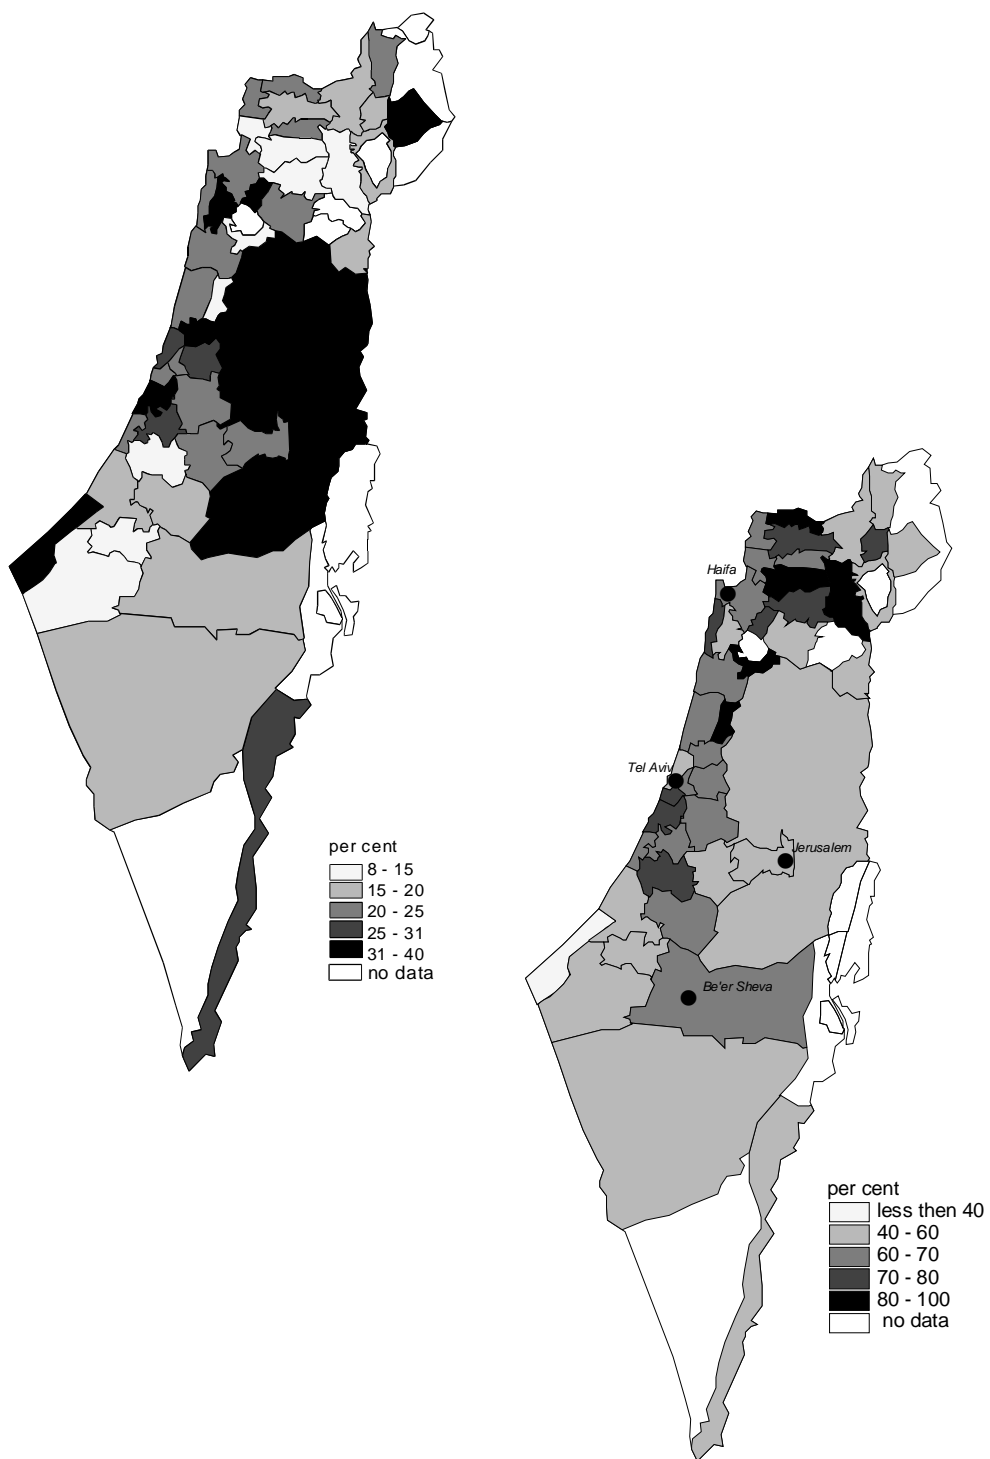 Haifa
Tel Aviv
Jerusalem
per cent
8 - 15
15 - 20
20 - 25
25 - 31
31 - 40
no data
Be'er Sheva
per cent
less then 40
40 - 60
60 - 70
70 - 80
80 - 100
no data